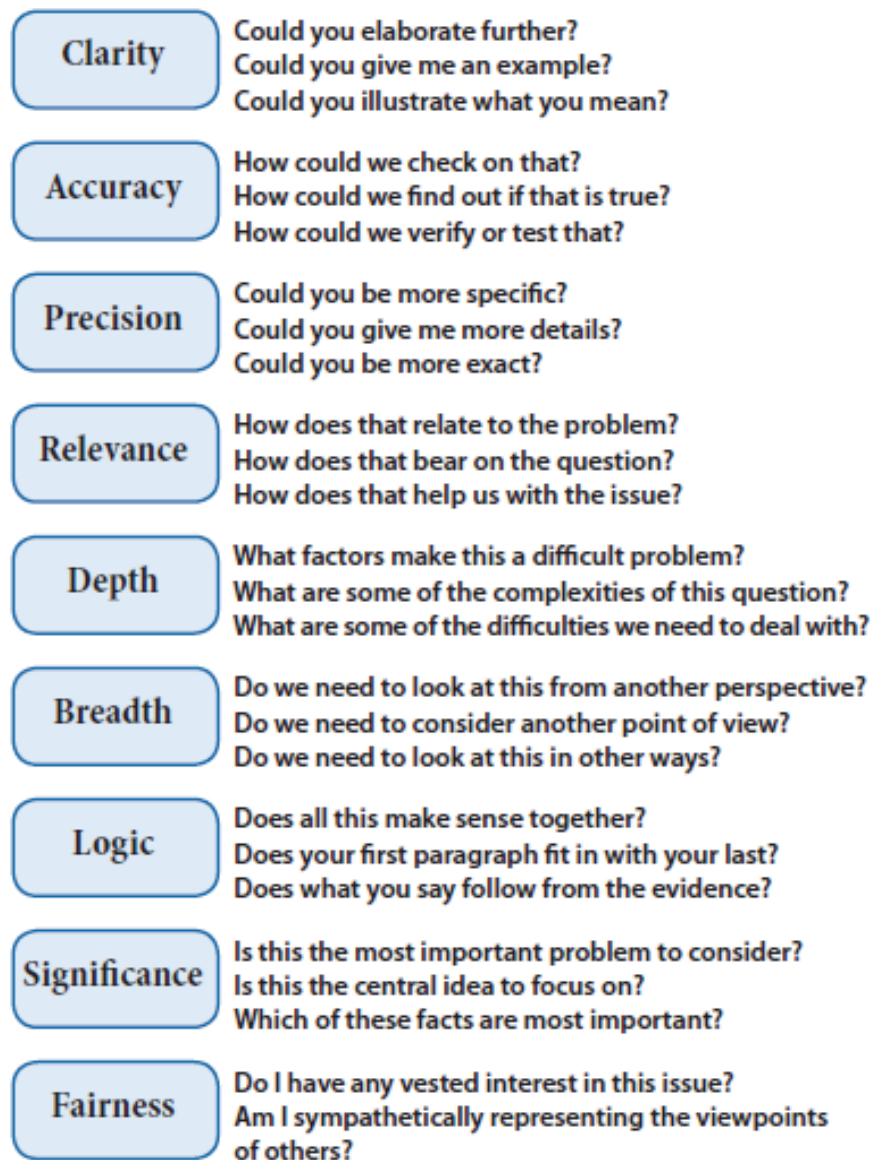 Clarity
Could you elaborate further?
Could you give me an example?
Could you illustrate what you mean?
Accuracy
How could we check on that?
How could we find out if that is true?
How could we verify or test that?
Precision
Could you be more specific?
Could you give me more details?
Could you be more exact?
Relevance
How does that relate to the problem?
How does that bear on the question?
How does that help us with the issue?
Depth
What factors make this a difficult problem?
What are some of the complexities of this question?
What are some of the difficulties we need to deal with?
Breadth
Do we need to look at this from another perspective?
Do we need to consider another point of view?
Do we need to look at this in other ways?
Logic
Does all this make sense together?
Does your first paragraph fit in with your last?
Does what you say follow from the evidence?
Significance
Is this the most important problem to consider?
Is this the central idea to focus on?
Which of these facts are most important?
Fairness
Do I have any vested interest in this issue?
Am I sympathetically representing the viewpoints
of others?